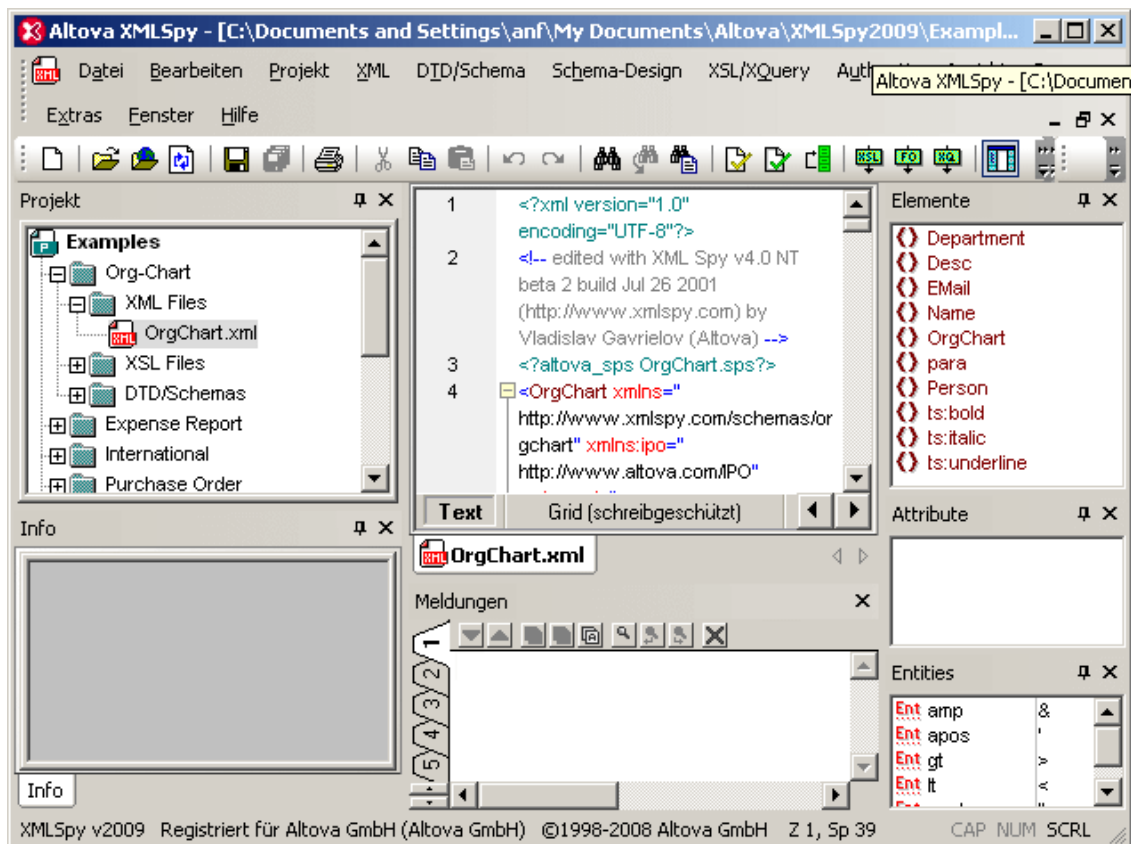 Altova XMLSpy - [C:\Documents and Settings\anf\My Documents\Altova\XMLSpy2009\Exampl...
Datei Bearbeiten Projekt XML DTD/Schema Schema-Design XSL/XQuery
Altova XMLSpy - [C:\Documen
Extras Fenster Hilfe
XSL FO XQ
Projekt
Examples
Org-Chart
XML Files
OrgChart.xml
XSL Files
DTD/Schemas
Expense Report
International
Purchase Order
1 <?xml version="1.0"
encoding="UTF-8"?>
2 <!-- edited with XML Spy v4.0 NT
beta 2 build Jul 26 2001
(http://www.xmlspy.com) by
Vladislav Gavrielov (Altova) -->
3 <?altova_sps OrgChart.sps?>
4 <OrgChart xmlns="
http://www.xmlspy.com/schemas/or
gchart" xmlns:ipo="
http://www.altova.com/IPO"
Text Grid (schreibgeschützt)
OrgChart.xml
Elemente
Department
Desc
EMail
Name
OrgChart
para
Person
ts:bold
ts:italic
ts:underline
Attribute
Info
Info
Meldungen
1
2
3
4
5
Entities
Ent amp &
Ent apos '
Ent gt >
Ent lt <
XMLSpy v2009 Registriert für Altova GmbH (Altova GmbH) ©1998-2008 Altova GmbH Z 1, Sp 39 CAP NUM SCRL